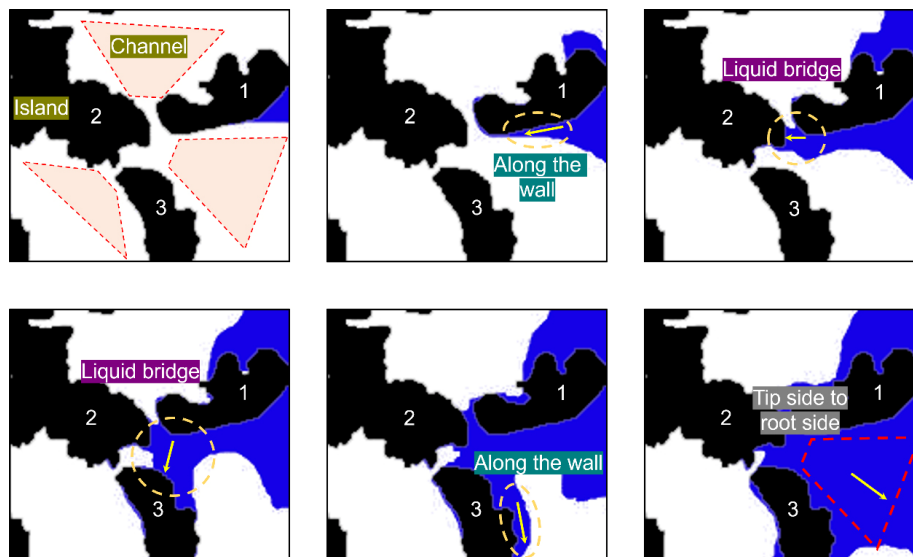 Channel
1
Island
2
3
1
2
Along the
wall
3
Liquid bridge
1
2
3
Liquid bridge
1
2
3
1
2
Along the wall
3
1
Tip side to
root side
2
3